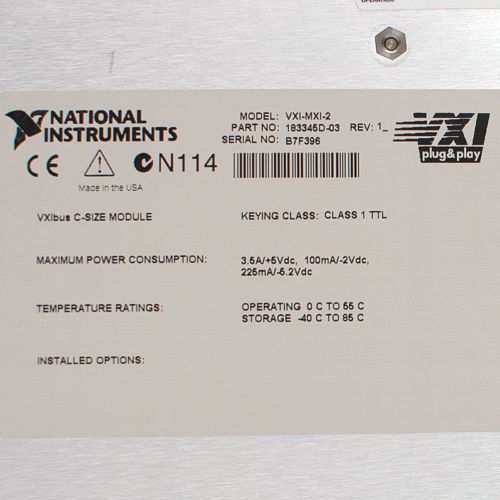 OPERATION:
NATIONAL
INSTRUMENTS
MODEL: VXI-MXI-2
PART NO: 183345D-03 REV: 1_
SERIAL NO: B7F396
VXI
plug&play
CE N114
Made in the USA
VXIbus C-SIZE MODULE
KEYING CLASS: CLASS 1 TTL
MAXIMUM POWER CONSUMPTION: 3.5A/+5Vdc, 100mA/-2Vdc,
225mA/-5.2Vdc
TEMPERATURE RATINGS: OPERATING 0 C TO 55 C
STORAGE -40 C TO 85 C
INSTALLED OPTIONS: